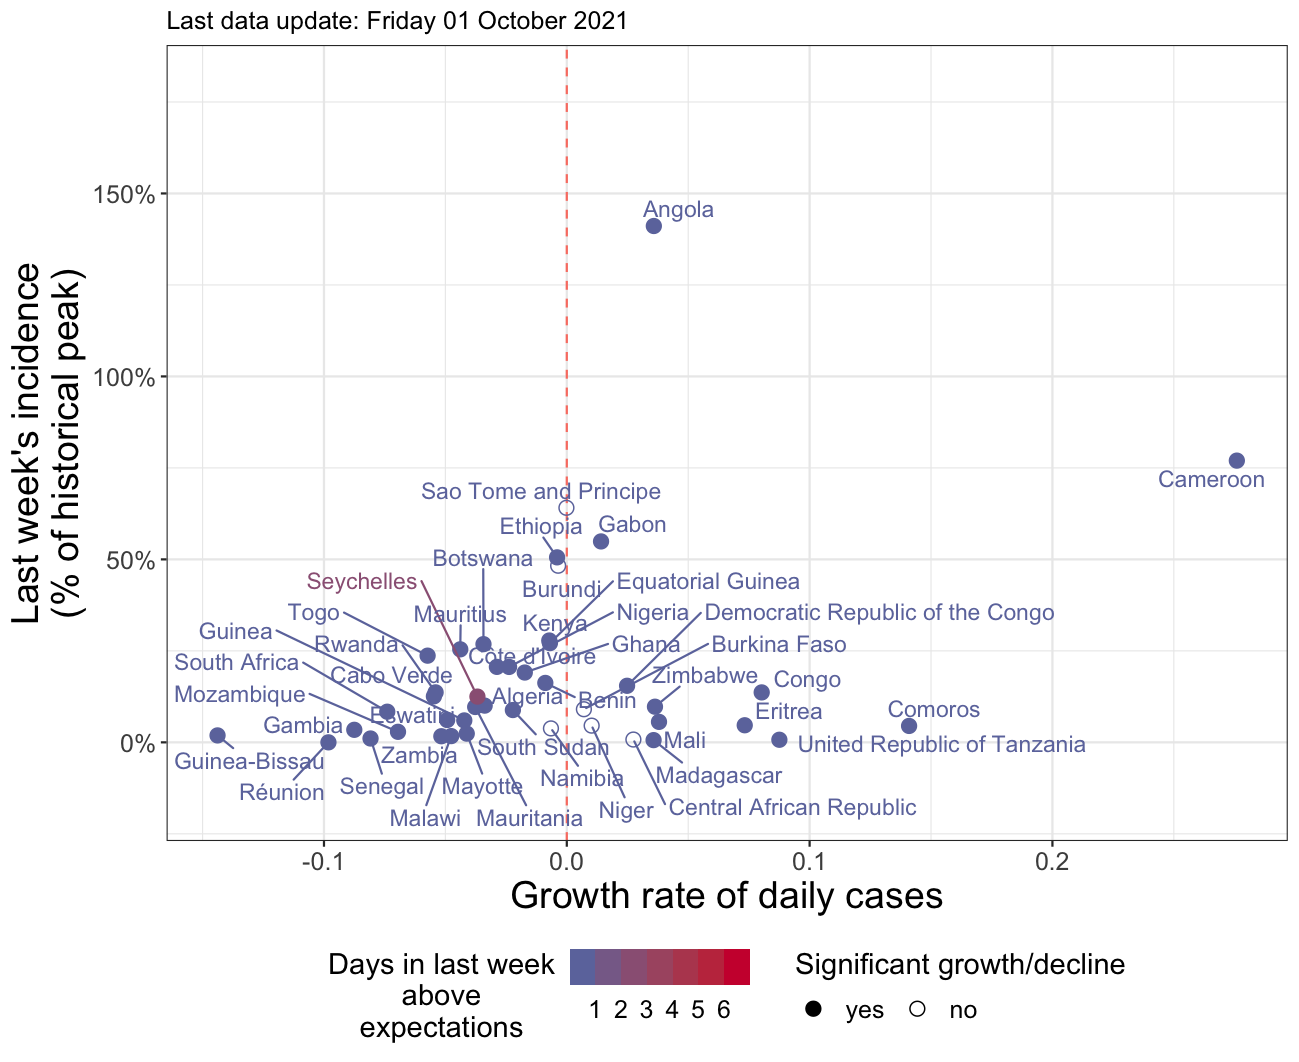 Last data update: Friday 01 October 2021
Last week's incidence
(% of historical peak)
150%
100%
50%
0%
Angola
Cameroon
Sao Tome and Principe
Ethiopia
Gabon
Botswana
Seychelles
Burundi
Equatorial Guinea
Togo
Mauritius
Kenya
Nigeria
Democratic Republic of the Congo
Guinea
Rwanda
Côte d'Ivoire
Ghana
Burkina Faso
South Africa
Cabo Verde
Zimbabwe
Congo
Mozambique
Algeria
Benin
Eswatini
Eritrea
Comoros
Gambia
South Sudan
Mali
United Republic of Tanzania
Guinea-Bissau
Zambia
Namibia
Madagascar
Réunion
Senegal
Mayotte
Malawi
Mauritania
Niger
Central African Republic
-0.1
0.0
0.1
0.2
Growth rate of daily cases
Days in last week
above
expectations
1 2 3 4 5 6
Significant growth/decline
yes
no